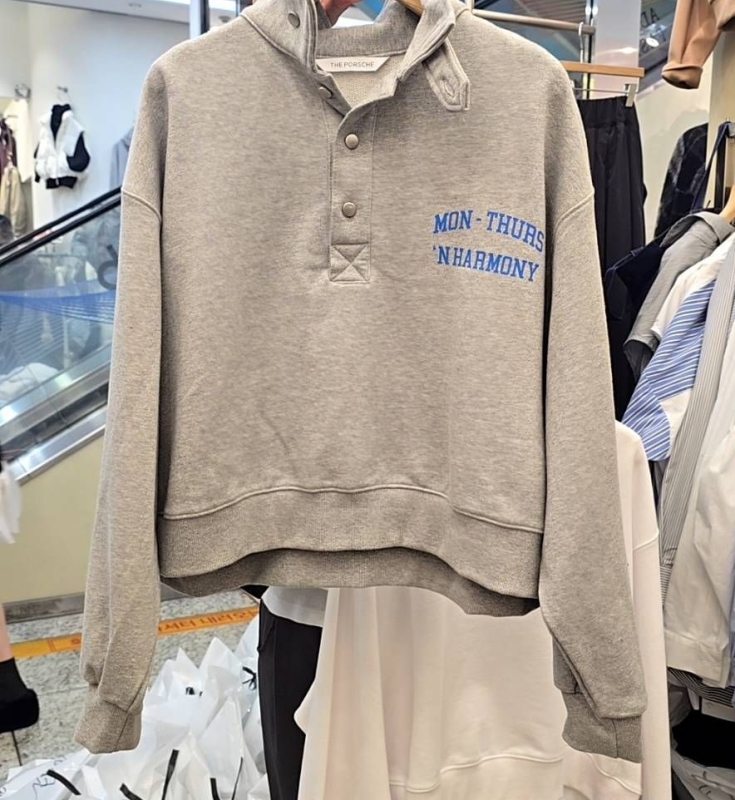 THE PORSCHE
MON - THURS
'N HARMONY